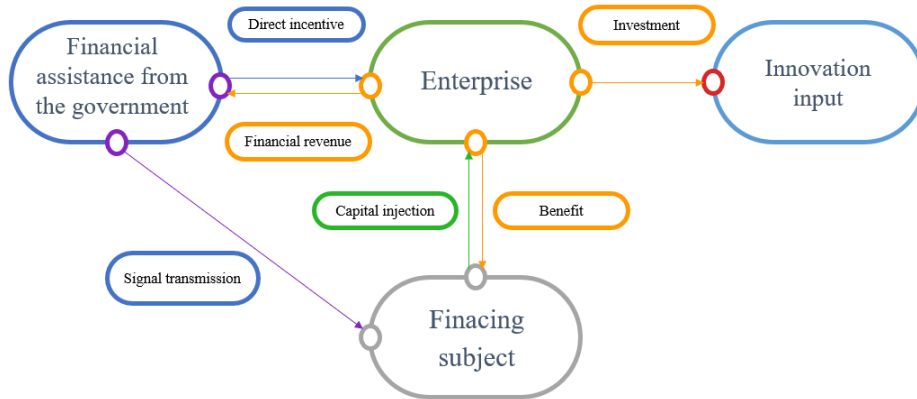 Direct incentive
Investment
Financial
assistance from
the government
Enterprise
Innovation
input
Financial revenue
Capital injection
Benefit
Signal transmission
Finacing
subject